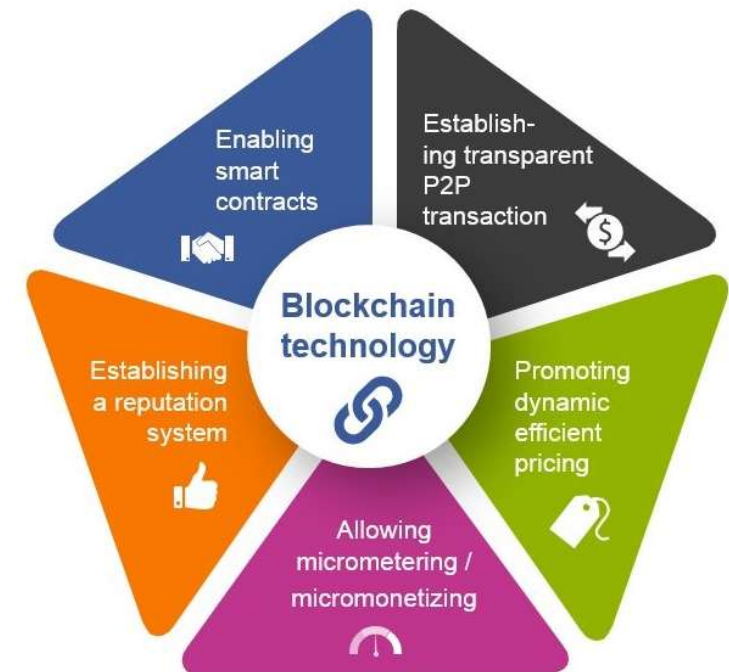 Enabling
smart
contracts
Establish-
ing transparent
P2P
transaction
Blockchain
technology
Establishing
a reputation
system
Promoting
dynamic
efficient
pricing
Allowing
micrometering /
micromonetizing
$